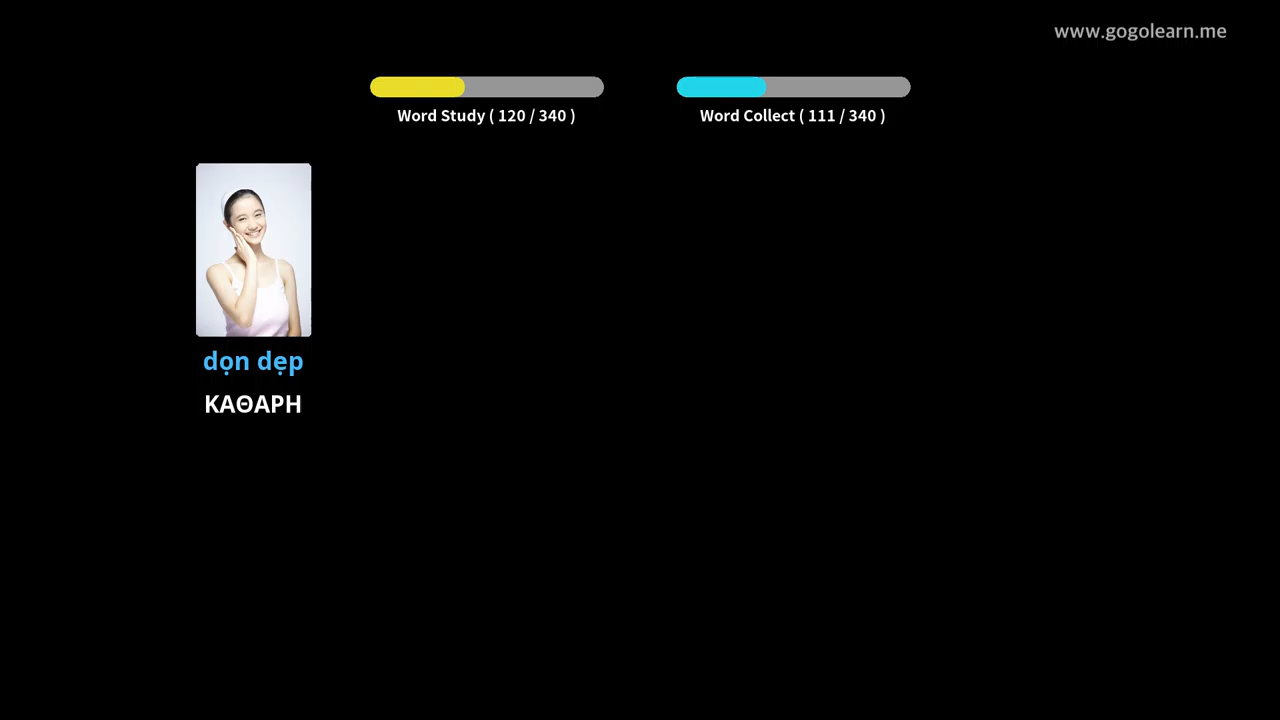 www.gogolearn.me
Word Study ( 120 / 340 )
Word Collect ( 111 / 340 )
dọn dẹp
ΚΑΘΑΡΗ